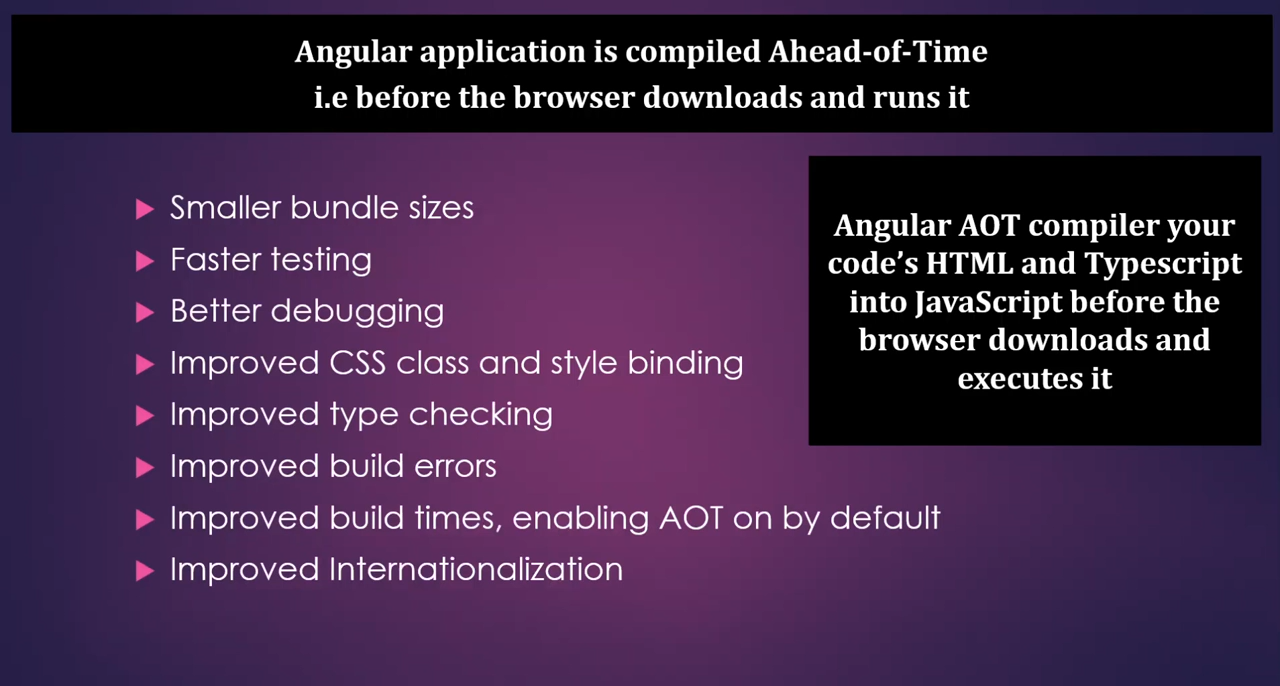 Angular application is compiled Ahead-of-Time
i.e before the browser downloads and runs it
Smaller bundle sizes
Faster testing
Better debugging
Improved CSS class and style binding
Improved type checking
Improved build errors
Improved build times, enabling AOT on by default
Improved Internationalization
Angular AOT compiler your
code’s HTML and Typescript
into JavaScript before the
browser downloads and
executes it